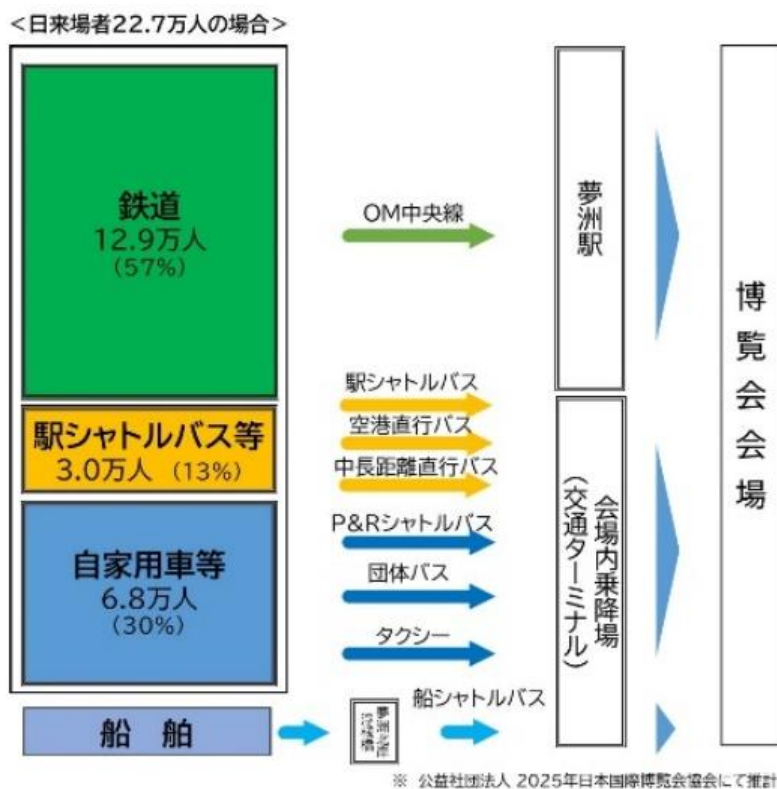 <日来場者22.7万人の場合>
鉄道
12.9万人
(57%)
OM中央線
夢洲駅
博覧会会場
駅シャトルバス等
3.0万人 (13%)
駅シャトルバス
空港直行バス
中長距離直行バス
自家用車等
6.8万人
(30%)
P&Rシャトルバス
団体バス
タクシー
会場内乗降場
(交通ターミナル)
船 舶
船シャトルバス
※ 公益社団法人 2025年日本国際博覧会協会にて推計